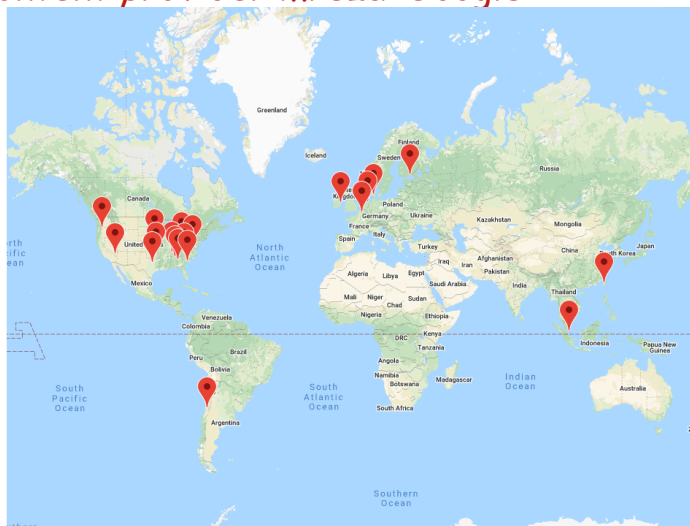 Greenland
Iceland
Finland
Sweden
Russia
Canada
Kingdom
Poland
Germany
Ukraine
Kazakhstan
Mongolia
France
Italy
Spain
Turkey
China
South Korea
Japan
United
North
Atlantic
Ocean
Iraq
Iran
Afghanistan
Pakistan
Algeria
Libya
Egypt
Saudi Arabia
India
Mexico
Mali
Niger
Chad
Sudan
Thailand
Nigeria
Ethiopia
Venezuela
Colombia
DRC
Kenya
Tanzania
Indonesia
Papua New
Guinea
Peru
Brazil
Bolivia
Angola
Namibia
Botswana
Madagascar
South
Pacific
Ocean
South
Atlantic
Ocean
Indian
Ocean
Australia
South Africa
Argentina
Southern
Ocean